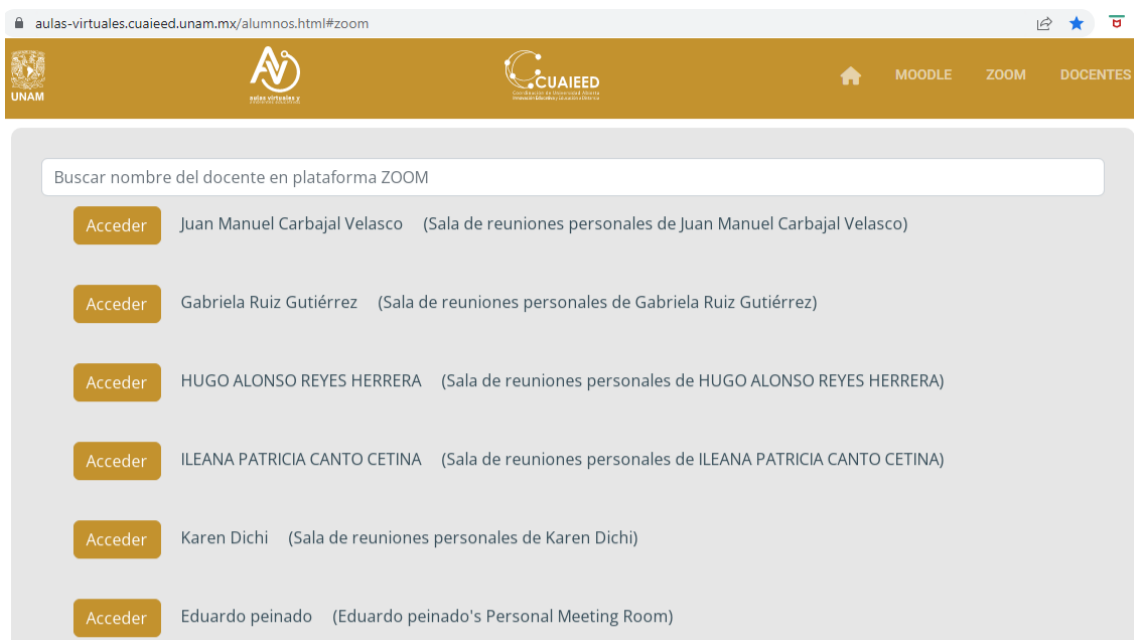 aulas-virtuales.cuaieed.unam.mx/alumnos.html#zoom
UNAM
AV
aulas virtuales y
CUAIEED
MOODLE
ZOOM
DOCENTES
Buscar nombre del docente en plataforma ZOOM
Acceder Juan Manuel Carbajal Velasco (Sala de reuniones personales de Juan Manuel Carbajal Velasco)
Acceder Gabriela Ruiz Gutiérrez (Sala de reuniones personales de Gabriela Ruiz Gutiérrez)
Acceder HUGO ALONSO REYES HERRERA (Sala de reuniones personales de HUGO ALONSO REYES HERRERA)
Acceder ILEANA PATRICIA CANTO CETINA (Sala de reuniones personales de ILEANA PATRICIA CANTO CETINA)
Acceder Karen Dichi (Sala de reuniones personales de Karen Dichi)
Acceder Eduardo peinado (Eduardo peinado's Personal Meeting Room)